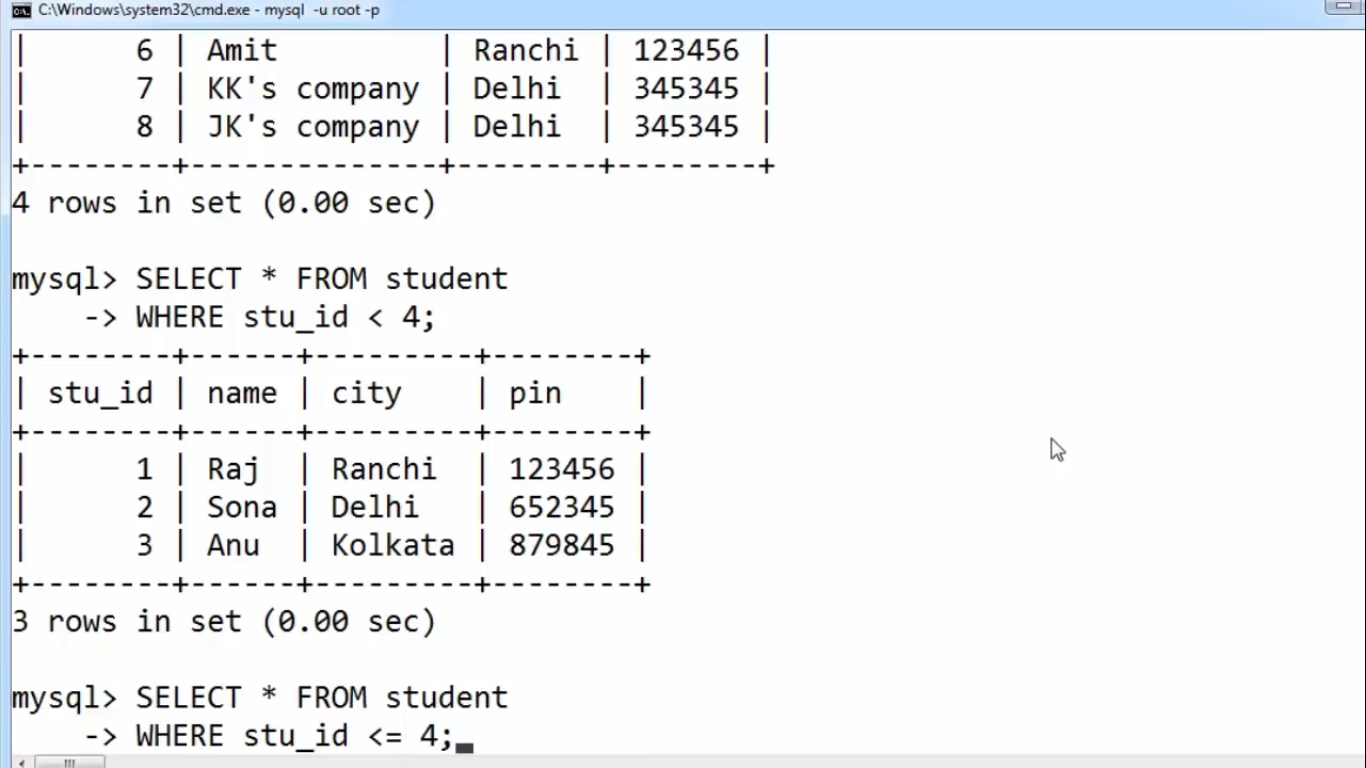 C:\Windows\system32\cmd.exe - mysql  -u root -p
|      6 | Amit         | Ranchi | 123456 |
|      7 | KK's company | Delhi  | 345345 |
|      8 | JK's company | Delhi  | 345345 |
+--------+--------------+--------+--------+
4 rows in set (0.00 sec)
mysql> SELECT * FROM student
    -> WHERE stu_id < 4;
+--------+------+---------+--------+
| stu_id | name | city    | pin    |
+--------+------+---------+--------+
|      1 | Raj  | Ranchi  | 123456 |
|      2 | Sona | Delhi   | 652345 |
|      3 | Anu  | Kolkata | 879845 |
+--------+------+---------+--------+
3 rows in set (0.00 sec)
mysql> SELECT * FROM student
    -> WHERE stu_id <= 4;